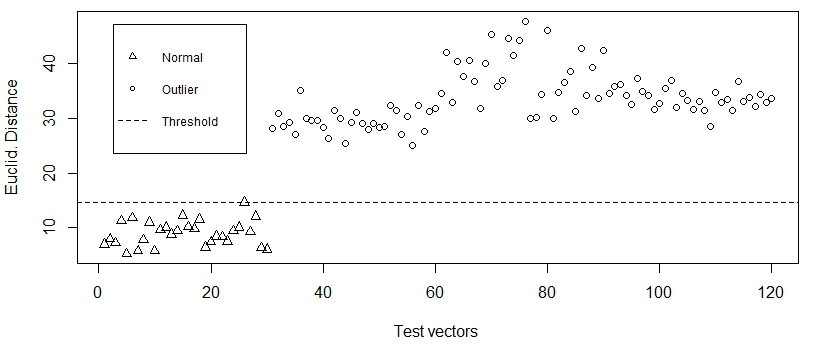 Normal
Outlier
Threshold
Euclid. Distance
40
30
20
10
0 20 40 60 80 100 120
Test vectors